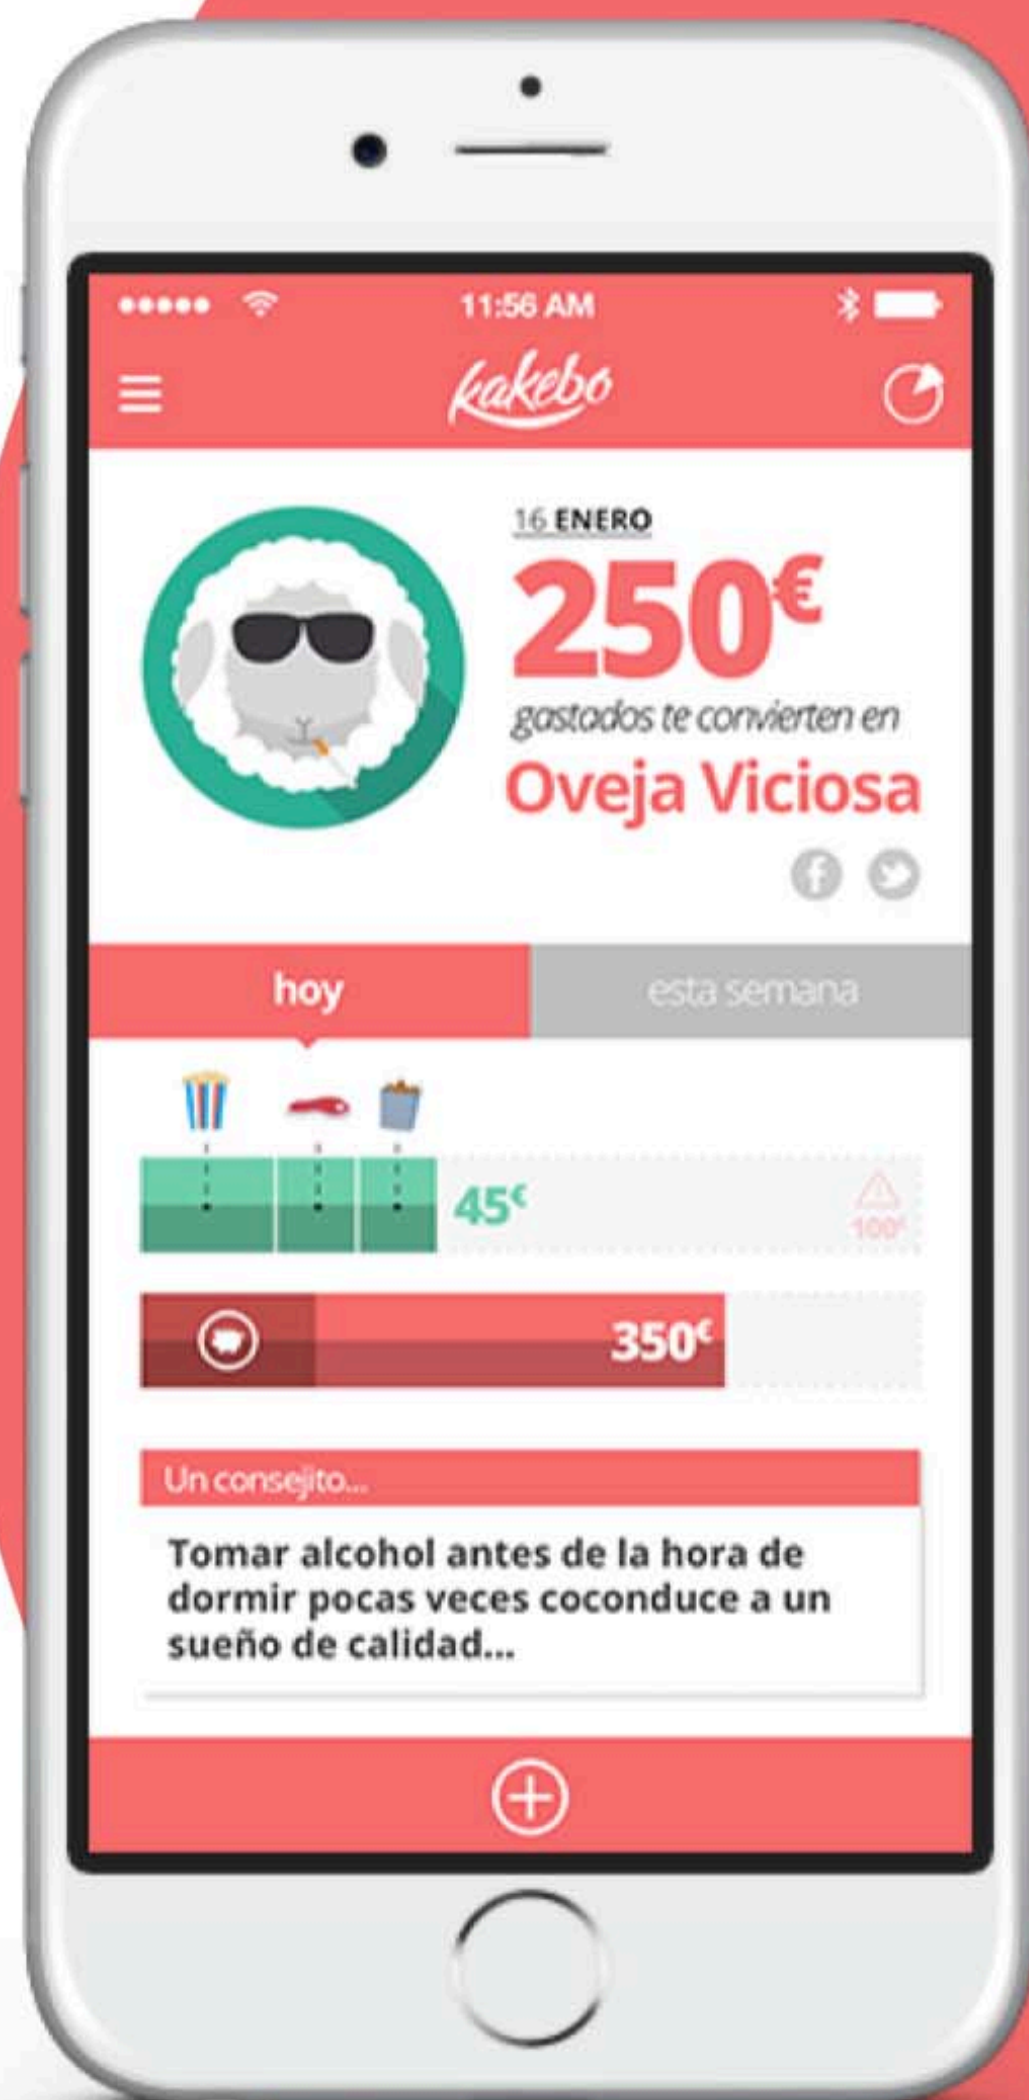 11:56 AM
kakebo
16 ENERO
250€
gastados te convierten en
Oveja Viciosa
hoy
esta semana
45€
100€
350€
Un consejito...
Tomar alcohol antes de la hora de
dormir pocas veces coconduce a un
sueño de calidad...